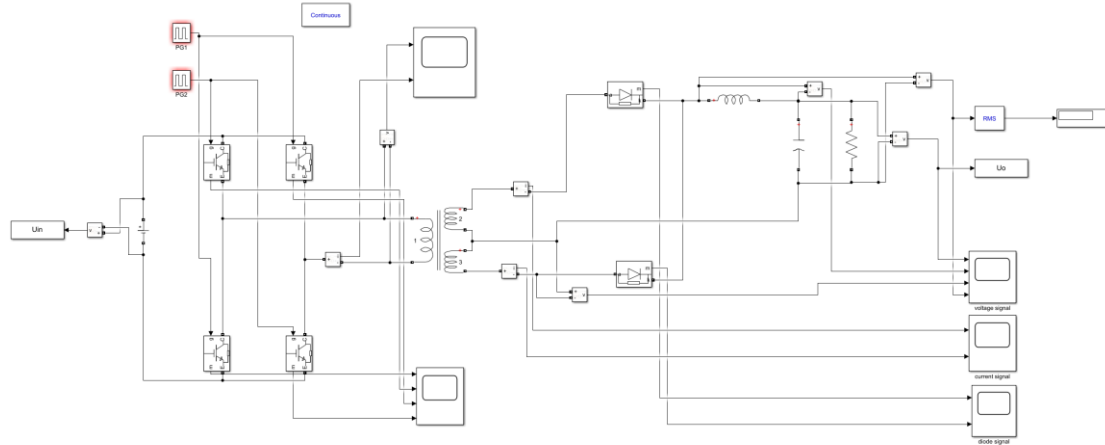 Continuous
PG1
PG2
RMS
Uo
Uin
1
2
3
voltage signal
current signal
diode signal